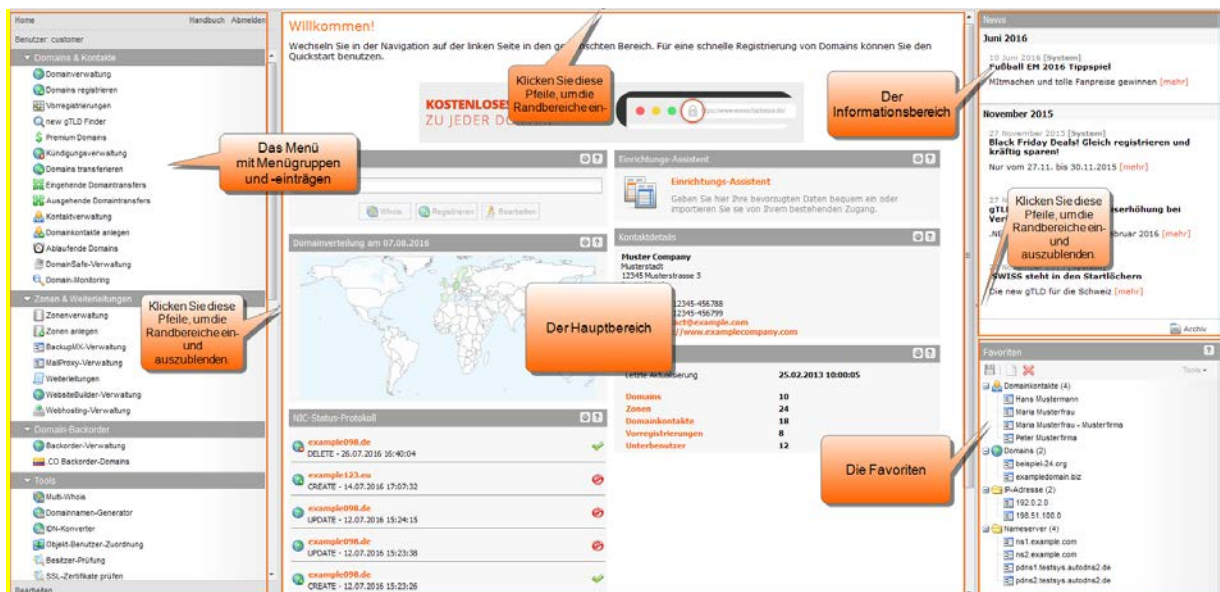 Home Handbuch Abmelden
Benutzer: customer
Domains & Kontakte
Domainverwaltung
Domains registrieren
Vorregistrierungen
new gTLD Finder
Premium Domains
Kündigungsverwaltung
Domains transferieren
Eingehende Domaintransfers
Ausgehende Domaintransfers
Kontaktverwaltung
Domainkontakte anlegen
Ablaufende Domains
DomainSafe-Verwaltung
Domain-Monitoring
Zonen & Weiterleitungen
Zonenverwaltung
Zonen anlegen
BackupMX-Verwaltung
MailProxy-Verwaltung
Weiterleitungen
WebsiteBuilder-Verwaltung
Webhosting-Verwaltung
Domain-Backorder
Backorder-Verwaltung
.CO Backorder-Domains
Tools
Multi-Whois
Domainnamen-Generator
IDN-Konverter
Objekt-Benutzer-Zuordnung
Besitzer-Prüfung
SSL-Zertifikate prüfen
Bearbeiten
Das Menü
mit Menügruppen
und -einträgen
Klicken Sie diese
Pfeile, um die
Randbereiche ein-
und
auszublenden.
Willkommen!
Wechseln Sie in der Navigation auf der linken Seite in den Bereich. Für eine schnelle Registrierung von Domains können Sie den
Quickstart benutzen.
Klicken Sie diese
Pfeile, um die
Randbereiche ein-
KOSTENLOSES
ZU JEDER
Whois Registrieren Bearbeiten
Domainverteilung am 07.08.2016
NIC-Status-Protokoll
example098.de
DELETE - 26.07.2016 16:40:04
example123.eu
CREATE - 14.07.2016 17:07:32
example098.de
UPDATE - 12.07.2016 15:24:15
example098.de
UPDATE - 12.07.2016 15:23:38
example098.de
CREATE - 12.07.2016 15:23:26
Der Hauptbereich
Einrichtungs-Assistent
Einrichtungs-Assistent
Geben Sie hier Ihre bevorzugten Daten bequem ein oder
importieren Sie sie von Ihrem bestehenden Zugang.
Kontaktdetails
Muster Company
Musterstadt
12345 Musterstrasse 5
12345-456788
12345-456799
act@example.com
//www.examplecompany.com
Letzte Aktualisierung 25.02.2013 10:00:05
Domains 10
Zonen 24
Domainkontakte 18
Vorregistrierungen 8
Unterbenutzer 12
News
Juni 2016
10 Juni 2016 [System]
Fußball EM 2016 Tippspiel
Mitmachen und tolle Fanpreise gewinnen [mehr]
Der
Informationsbereich
November 2015
27 November 2015 [System]
Black Friday Deals! Gleich registrieren und
kräftig sparen!
Nur vom 27.11. bis 30.11.2015 [mehr]
Klicken Sie diese
Pfeile, um die
Randbereiche ein-
und
auszublenden.
iserhöhung bei
bruar 2016 [mehr]
.SWISS steht in den Startlöchern
Die new gTLD für die Schweiz [mehr]
Archiv
Favoriten
Tools
Domainkontakte (4)
Hans Mustermann
Maria Musterfrau
Maria Musterfrau - Musterfirma
Peter Musterfirma
Domains (2)
beispiel-24.org
exampledomain.biz
IP-Adresse (2)
192.0.2.0
198.51.100.0
Nameserver (4)
ns1.example.com
ns2.example.com
pdns1.testsys.autodns2.de
pdns2.testsys.autodns2.de
Die Favoriten